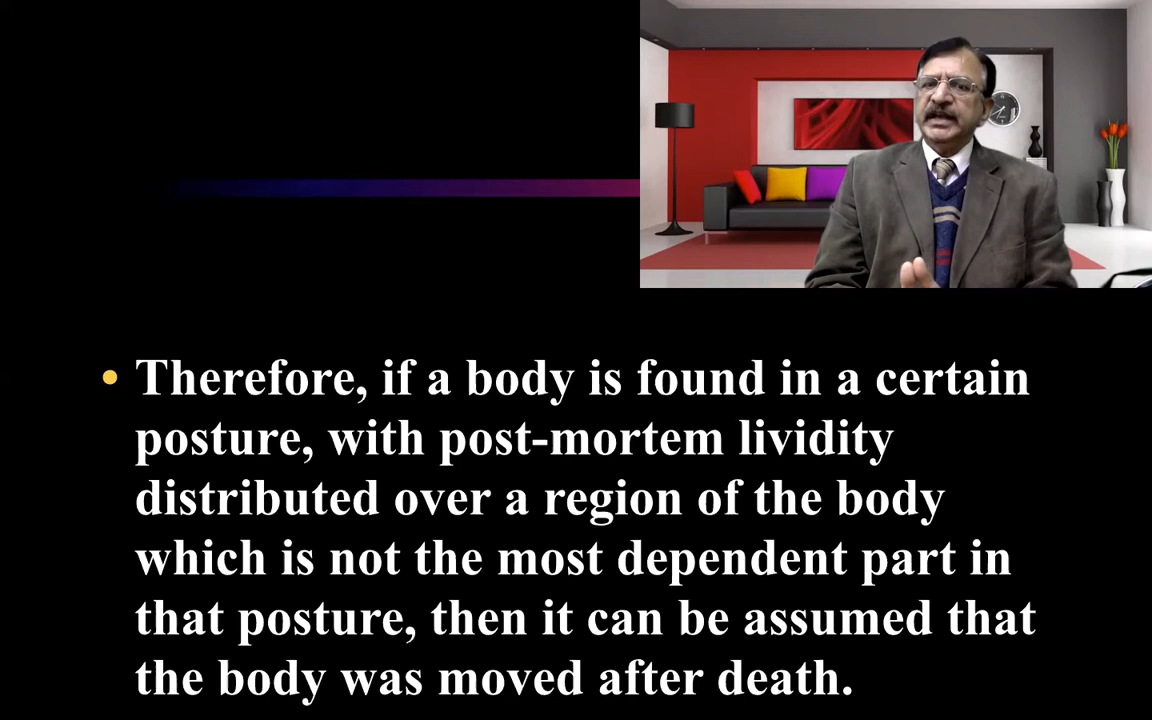 • Therefore, if a body is found in a certain
posture, with post-mortem lividity
distributed over a region of the body
which is not the most dependent part in
that posture, then it can be assumed that
the body was moved after death.